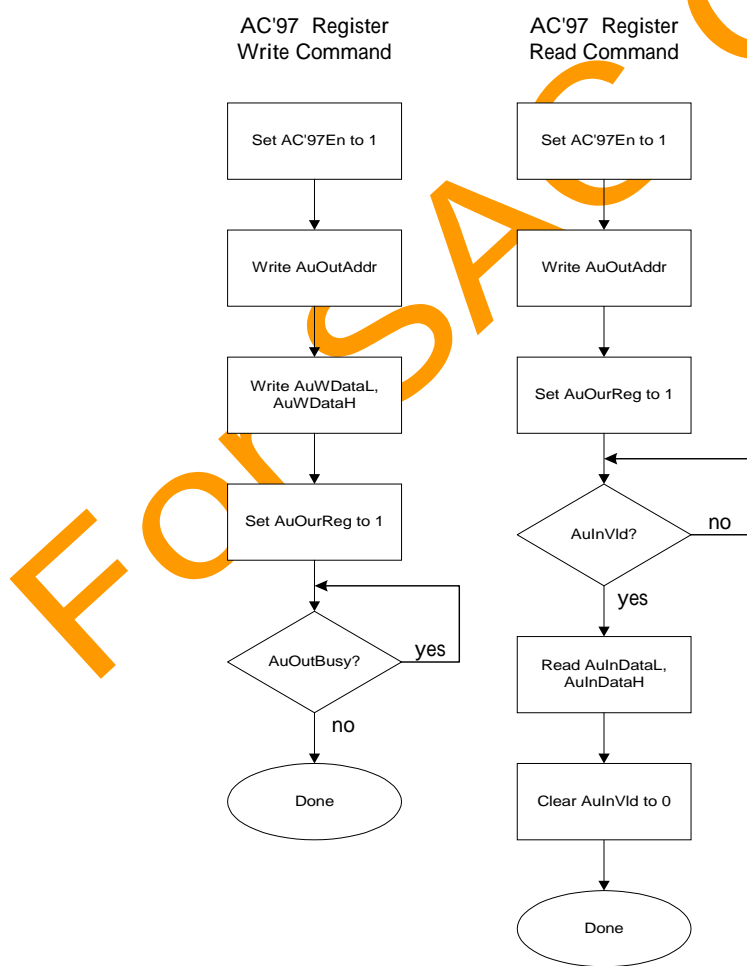 AC'97 Register
Write Command
Set AC'97En to 1
Write AuOutAddr
Write AuWDataL,
AuWDataH
Set AuOurReg to 1
AuOutBusy?
yes
no
Done
AC'97 Register
Read Command
Set AC'97En to 1
Write AuOutAddr
Set AuOurReg to 1
AuInVld?
no
yes
Read AuInDataL,
AuInDataH
Clear AuInVld to 0
Done
For SAC